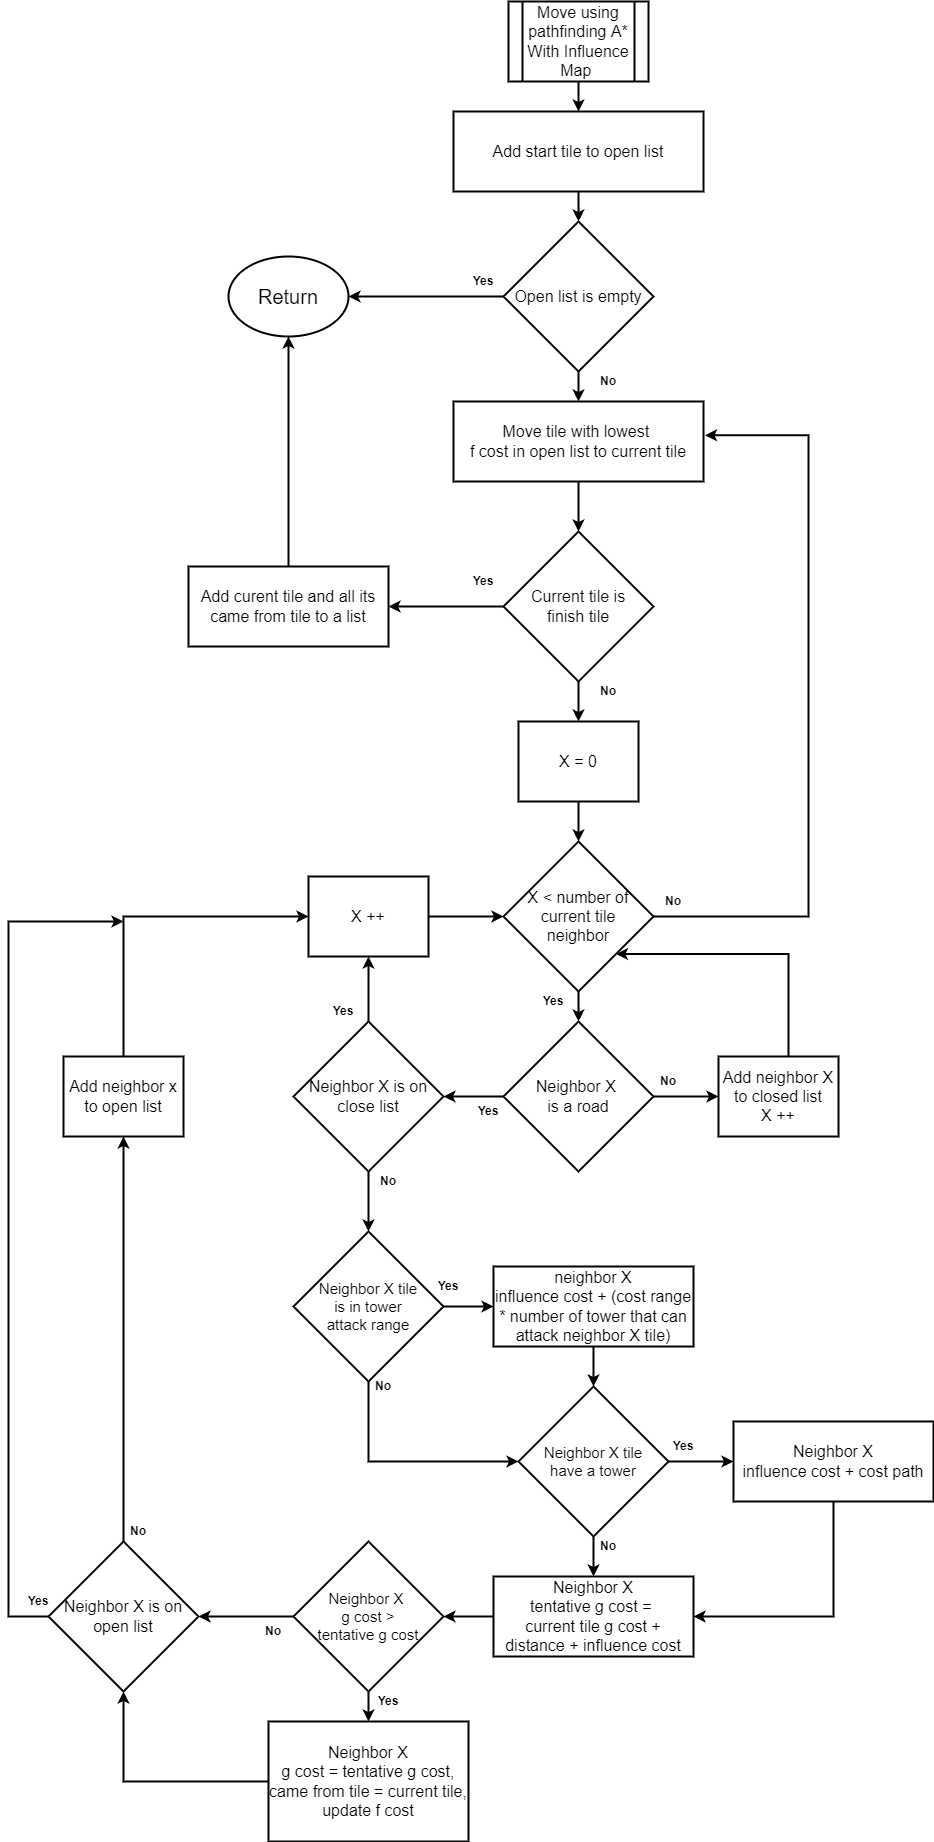 Move using
pathfinding A*
With Influence
Map
Add start tile to open list
Yes
Return
Open list is empty
No
Move tile with lowest
f cost in open list to current tile
Yes
Add curent tile and all its
came from tile to a list
Current tile is
finish tile
No
X = 0
X ++
X < number of
current tile
neighbor
No
Yes
Yes
Add neighbor x
to open list
Neighbor X is on
close list
Yes
Neighbor X
is a road
No
Add neighbor X
to closed list
X ++
No
Neighbor X tile
is in tower
attack range
Yes
neighbor X
influence cost + (cost range
* number of tower that can
attack neighbor X tile)
No
Neighbor X tile
have a tower
Yes
Neighbor X
influence cost + cost path
No
No
Yes
Neighbor X is on
open list
No
Neighbor X
g cost >
tentative g cost
Neighbor X
tentative g cost =
current tile g cost +
distance + influence cost
Yes
Neighbor X
g cost = tentative g cost,
came from tile = current tile,
update f cost